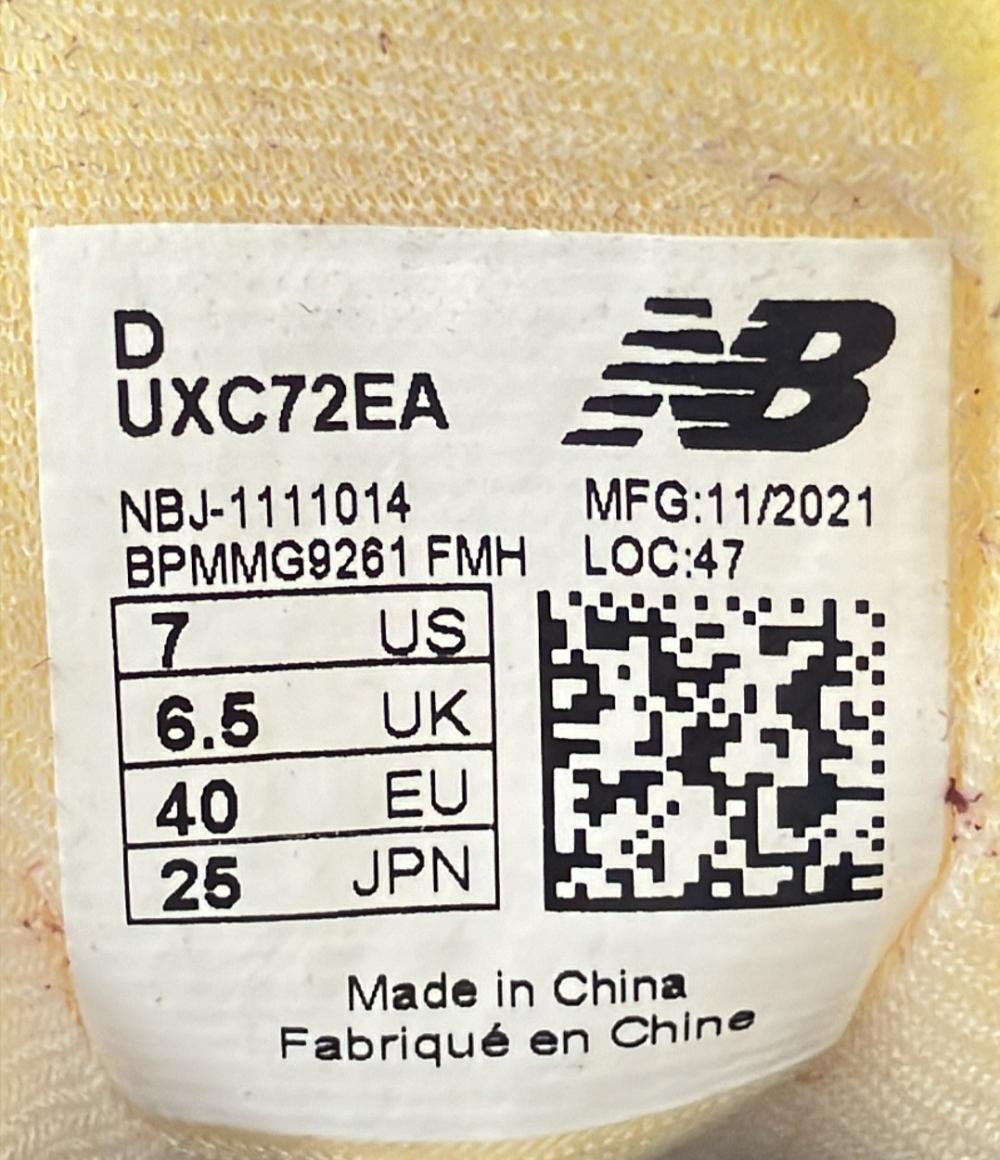 D
UXC72EA
NB
NBJ-1111014
BPMMG9261 FMH
MFG:11/2021
LOC:47
7 US
6.5 UK
40 EU
25 JPN
Made in China
Fabriqué en Chine